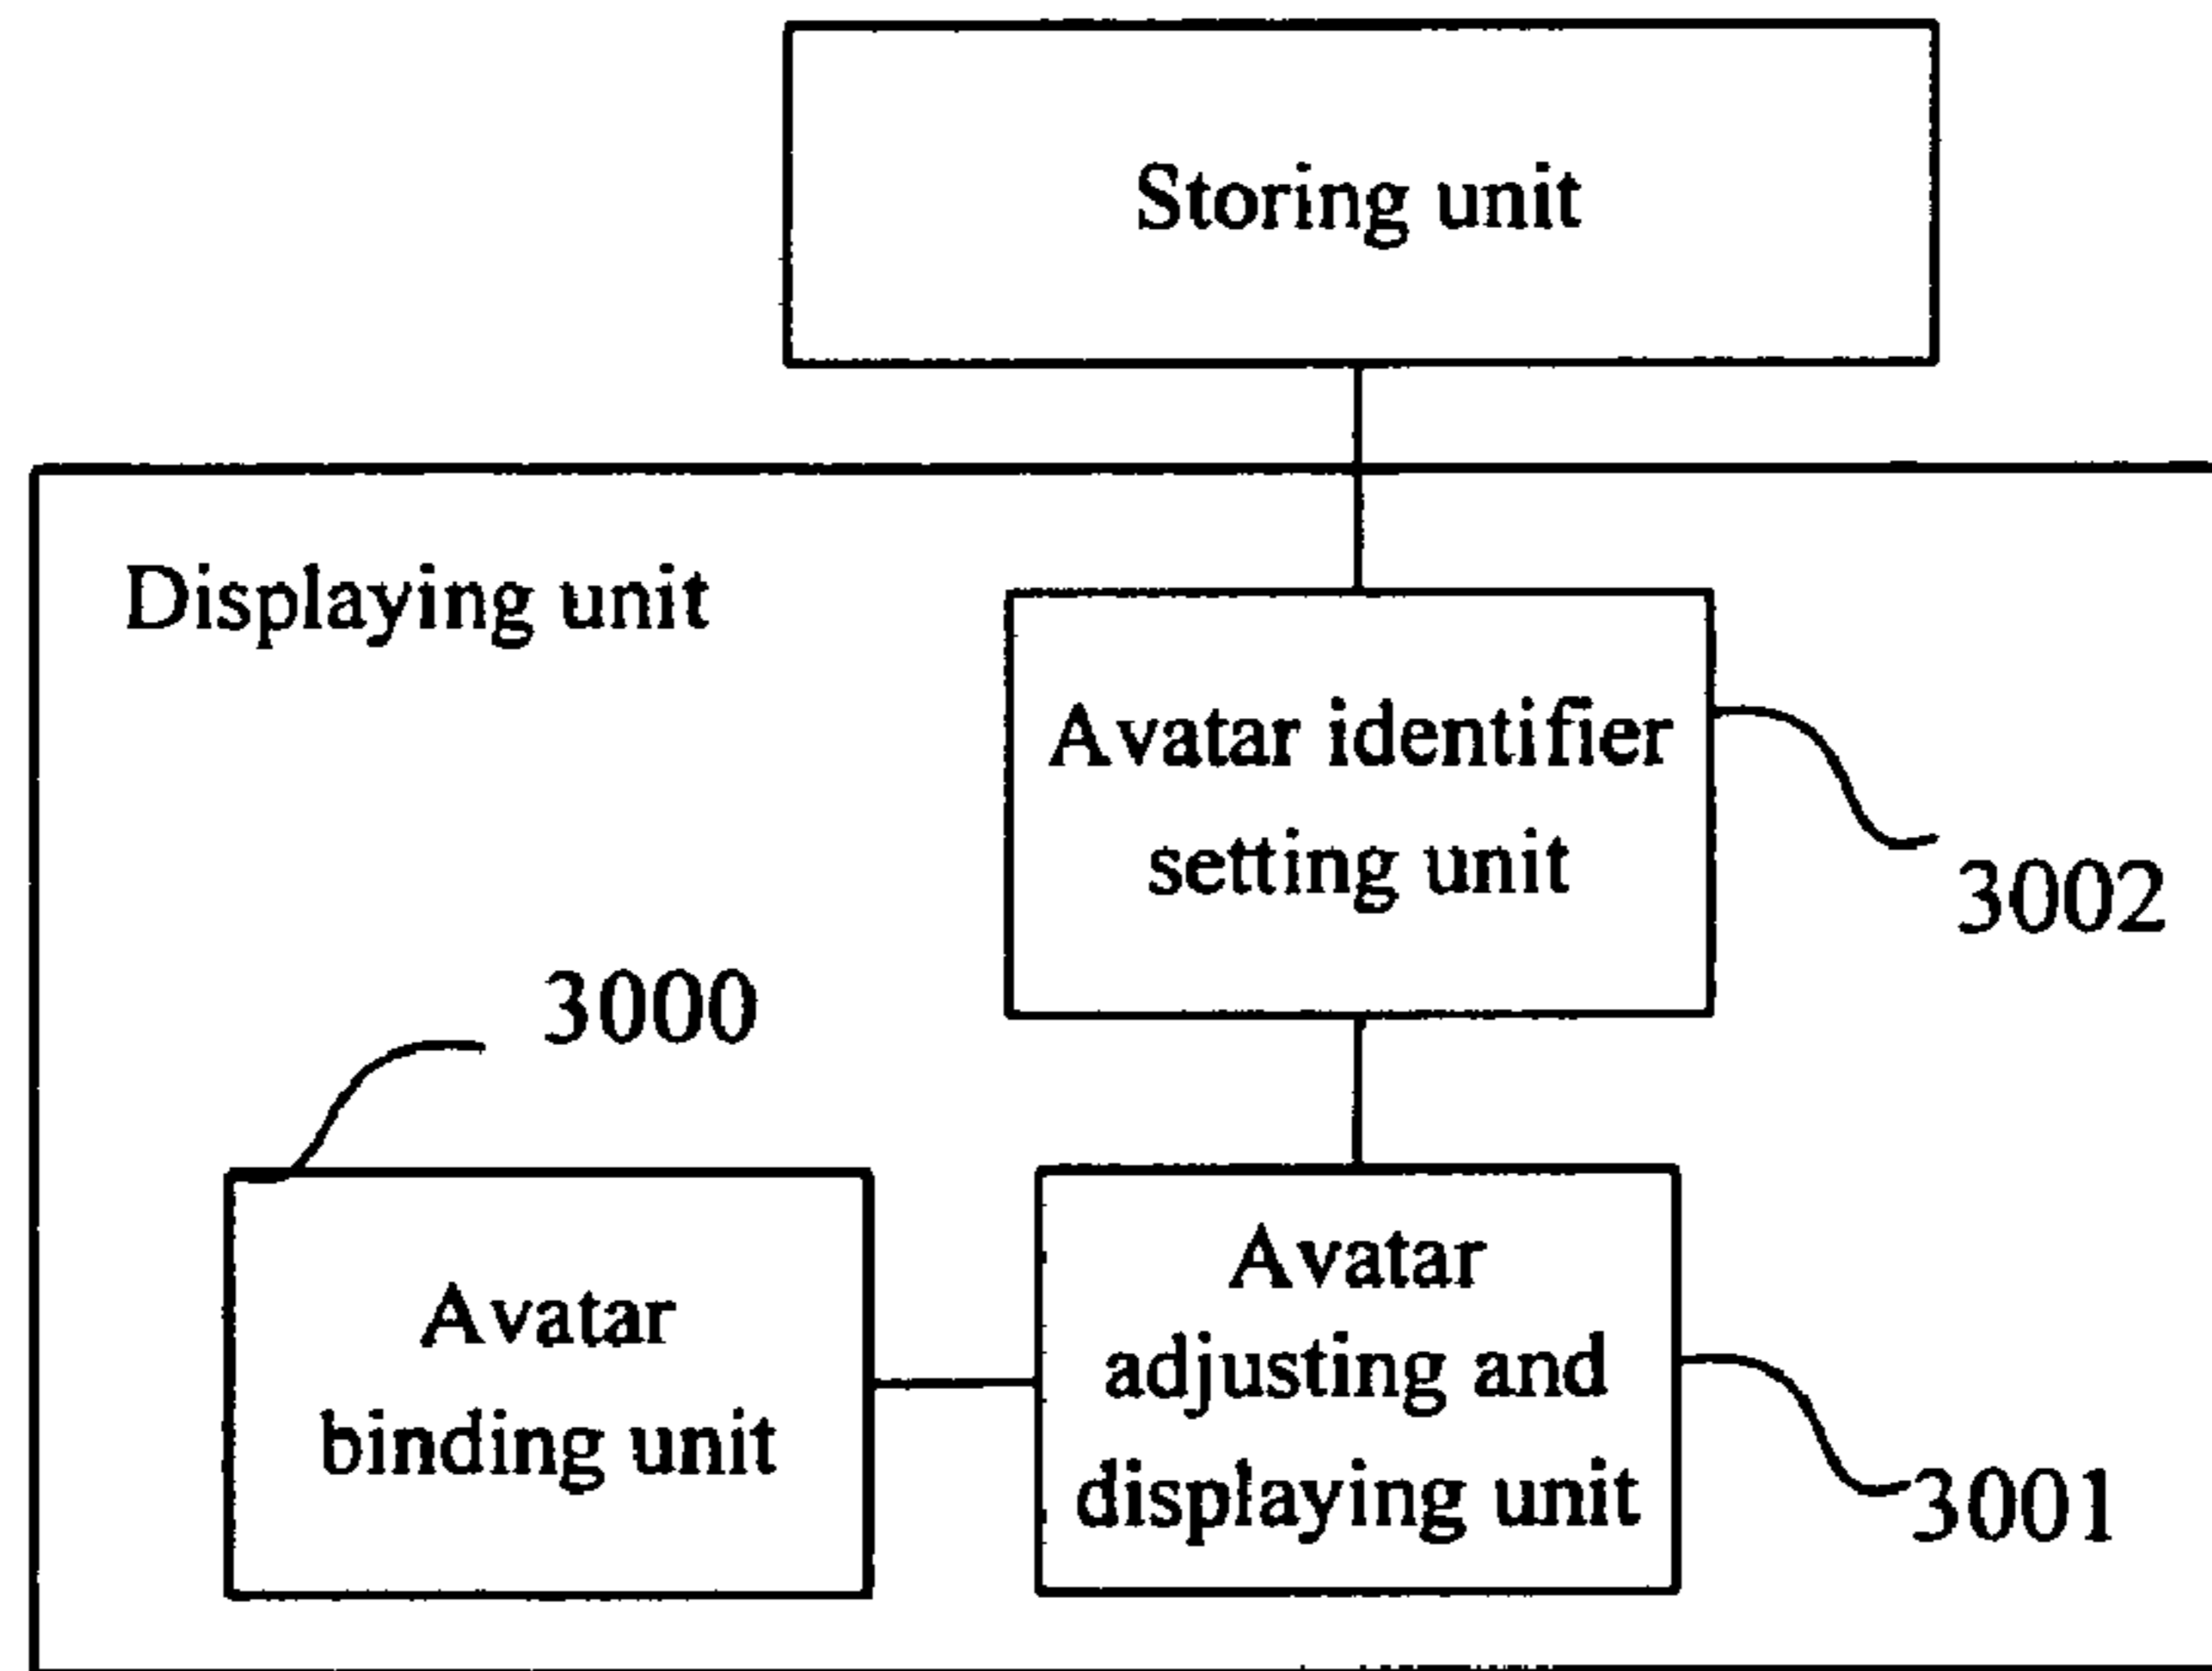 Storing unit
Displaying unit
Avatar identifier
setting unit
3002
3000
Avatar
binding unit
Avatar
adjusting and
displaying unit
3001